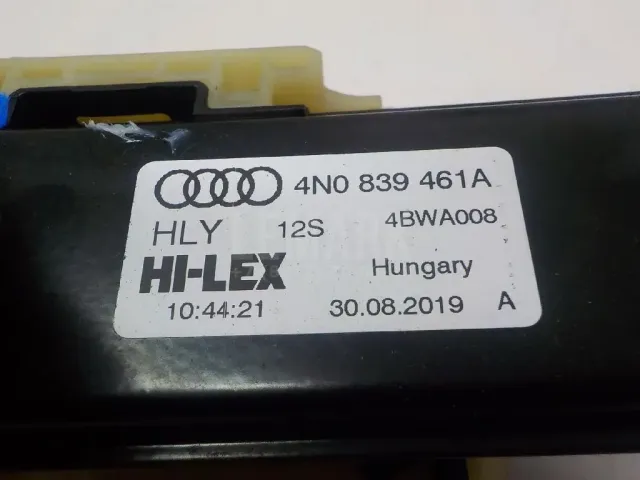 4N0 839 461A
HLY 12S 4BWA008
HI-LEX Hungary
10:44:21 30.08.2019 A